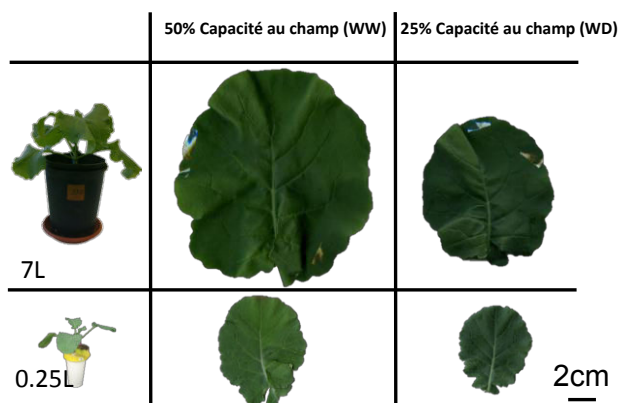 50% Capacité au champ (WW)
25% Capacité au champ (WD)
7L
0.25L
2cm